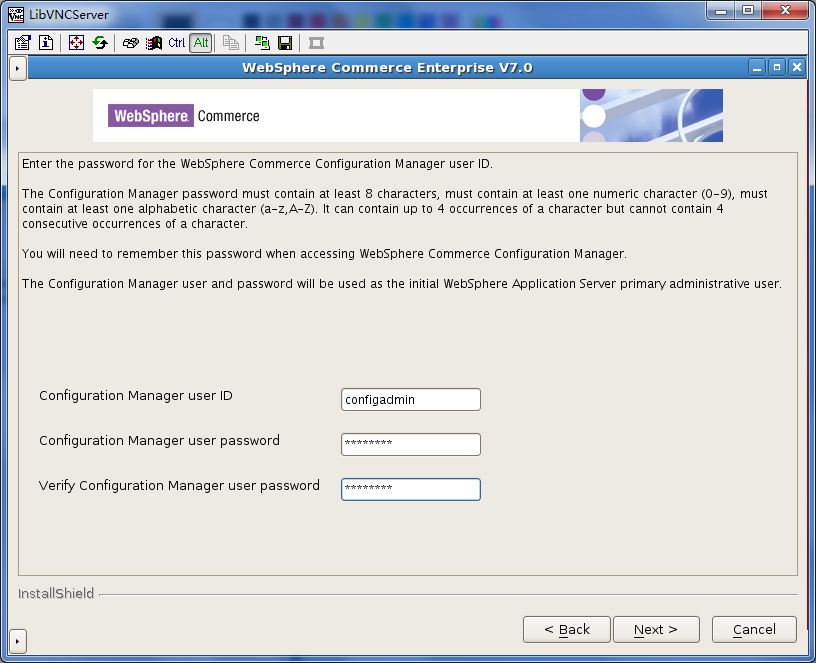 LibVNCServer
Ctrl Alt
WebSphere Commerce Enterprise V7.0
WebSphere. Commerce
Enter the password for the WebSphere Commerce Configuration Manager user ID.
The Configuration Manager password must contain at least 8 characters, must contain at least one numeric character (0-9), must
contain at least one alphabetic character (a-z,A-Z). It can contain up to 4 occurrences of a character but cannot contain 4
consecutive occurrences of a character.
You will need to remember this password when accessing WebSphere Commerce Configuration Manager.
The Configuration Manager user and password will be used as the initial WebSphere Application Server primary administrative user.
Configuration Manager user ID
configadmin
Configuration Manager user password
********
Verify Configuration Manager user password
********
InstallShield
< Back
Next >
Cancel